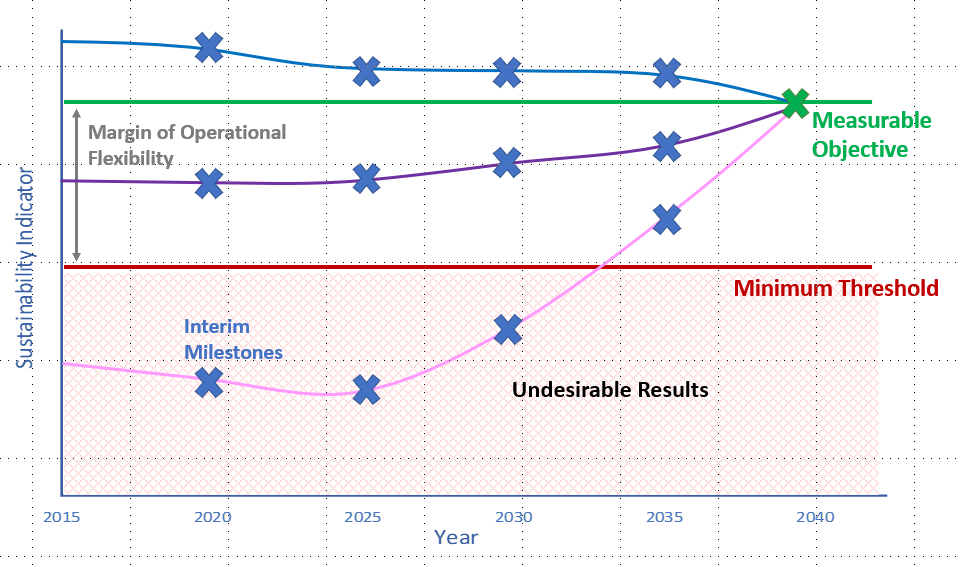 Margin of Operational
Flexibility
Measurable
Objective
Sustainability Indicator
Minimum Threshold
Interim
Milestones
Undesirable Results
2015 2020 2025 2030 2035 2040
Year